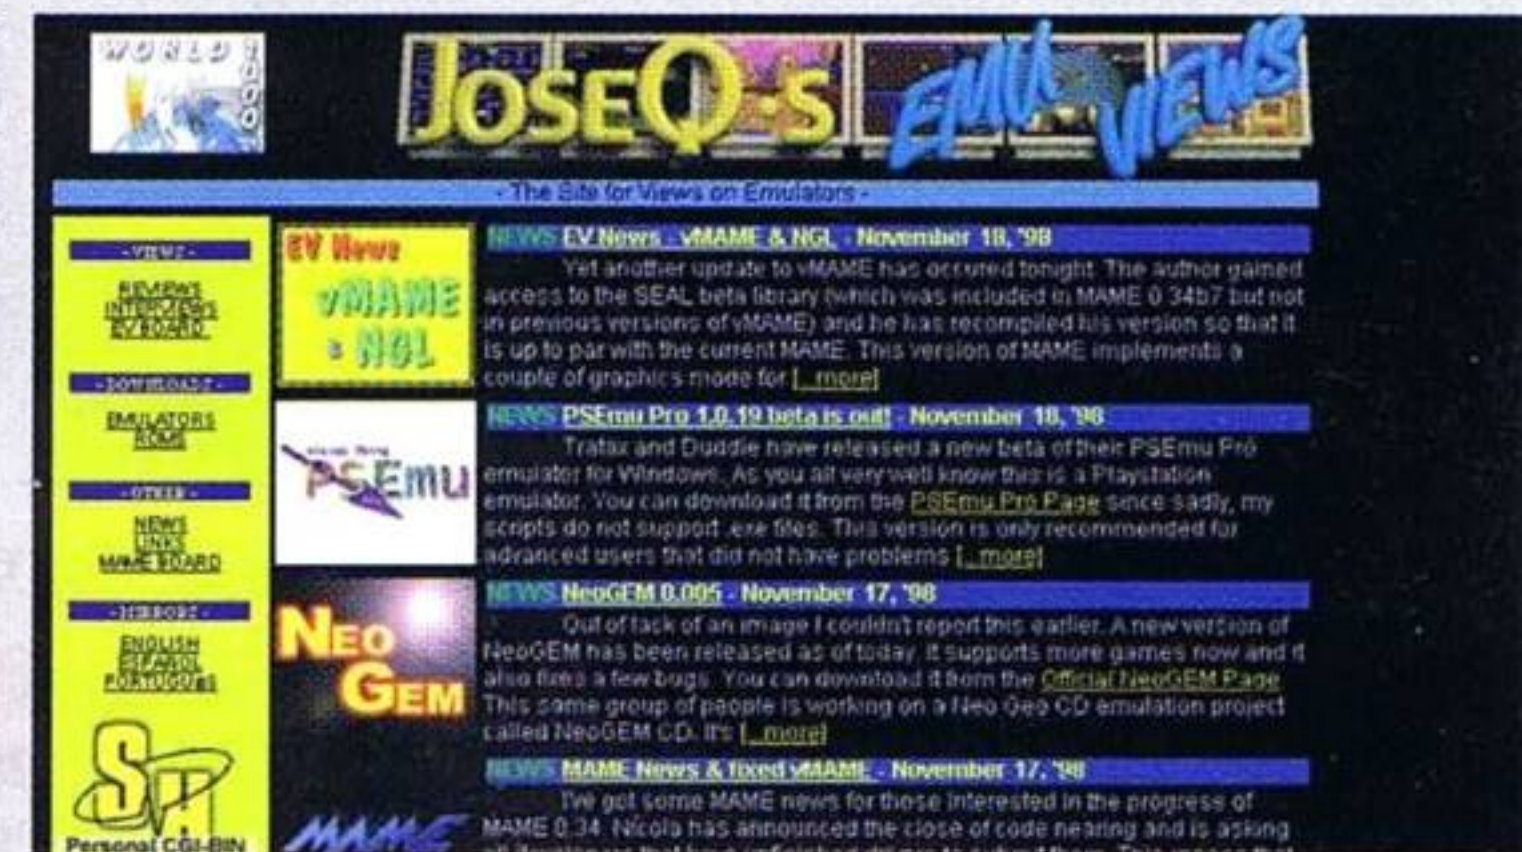 WORLD
1000
JOSEQ'S EMU VIEWS
- The Site for Views on Emulators -
- VIEWS -
REVIEWS
INTERVIEWS
EV BOARD
- DOWNLOADS -
EMULATORS
ROMS
- OTHER -
NEWS
LINKS
MAME BOARD
- MIRRORS -
ENGLISH
ESPAÑOL
PORTUGUES
SH
Personal CGI-BIN
EV News
vMAME
& NGL
NEWS EV News - vMAME & NGL - November 18, '98
Yet another update to vMAME has occured tonight. The author gained
access to the SEAL beta library (which was included in MAME 0.34b7 but not
in previous versions of vMAME) and he has recompiled his version so that it
is up to par with the current MAME. This version of MAME implements a
couple of graphics mode for [...more]
PSEmu
NEWS PSEmu Pro 1.0.19 beta is out! - November 18, '98
Tratax and Duddie have released a new beta of their PSEmu Pro
emulator for Windows. As you all very well know this is a Playstation
emulator. You can download it from the PSEmu Pro Page since sadly, my
scripts do not support .exe files. This version is only recommended for
advanced users that did not have problems [...more]
NEO
GEM
NEWS NeoGEM 0.005 - November 17, '98
Out of lack of an image I couldn't report this earlier. A new version of
NeoGEM has been released as of today. It supports more games now and it
also fixes a few bugs. You can download it from the Official NeoGEM Page
This same group of people is working on a Neo Geo CD emulation project
called NeoGEM CD. It's [...more]
MAME
NEWS MAME News & fixed vMAME - November 17, '98
I've got some MAME news for those interested in the progress of
MAME 0.34. Nicola has announced the close of code nearing and is asking